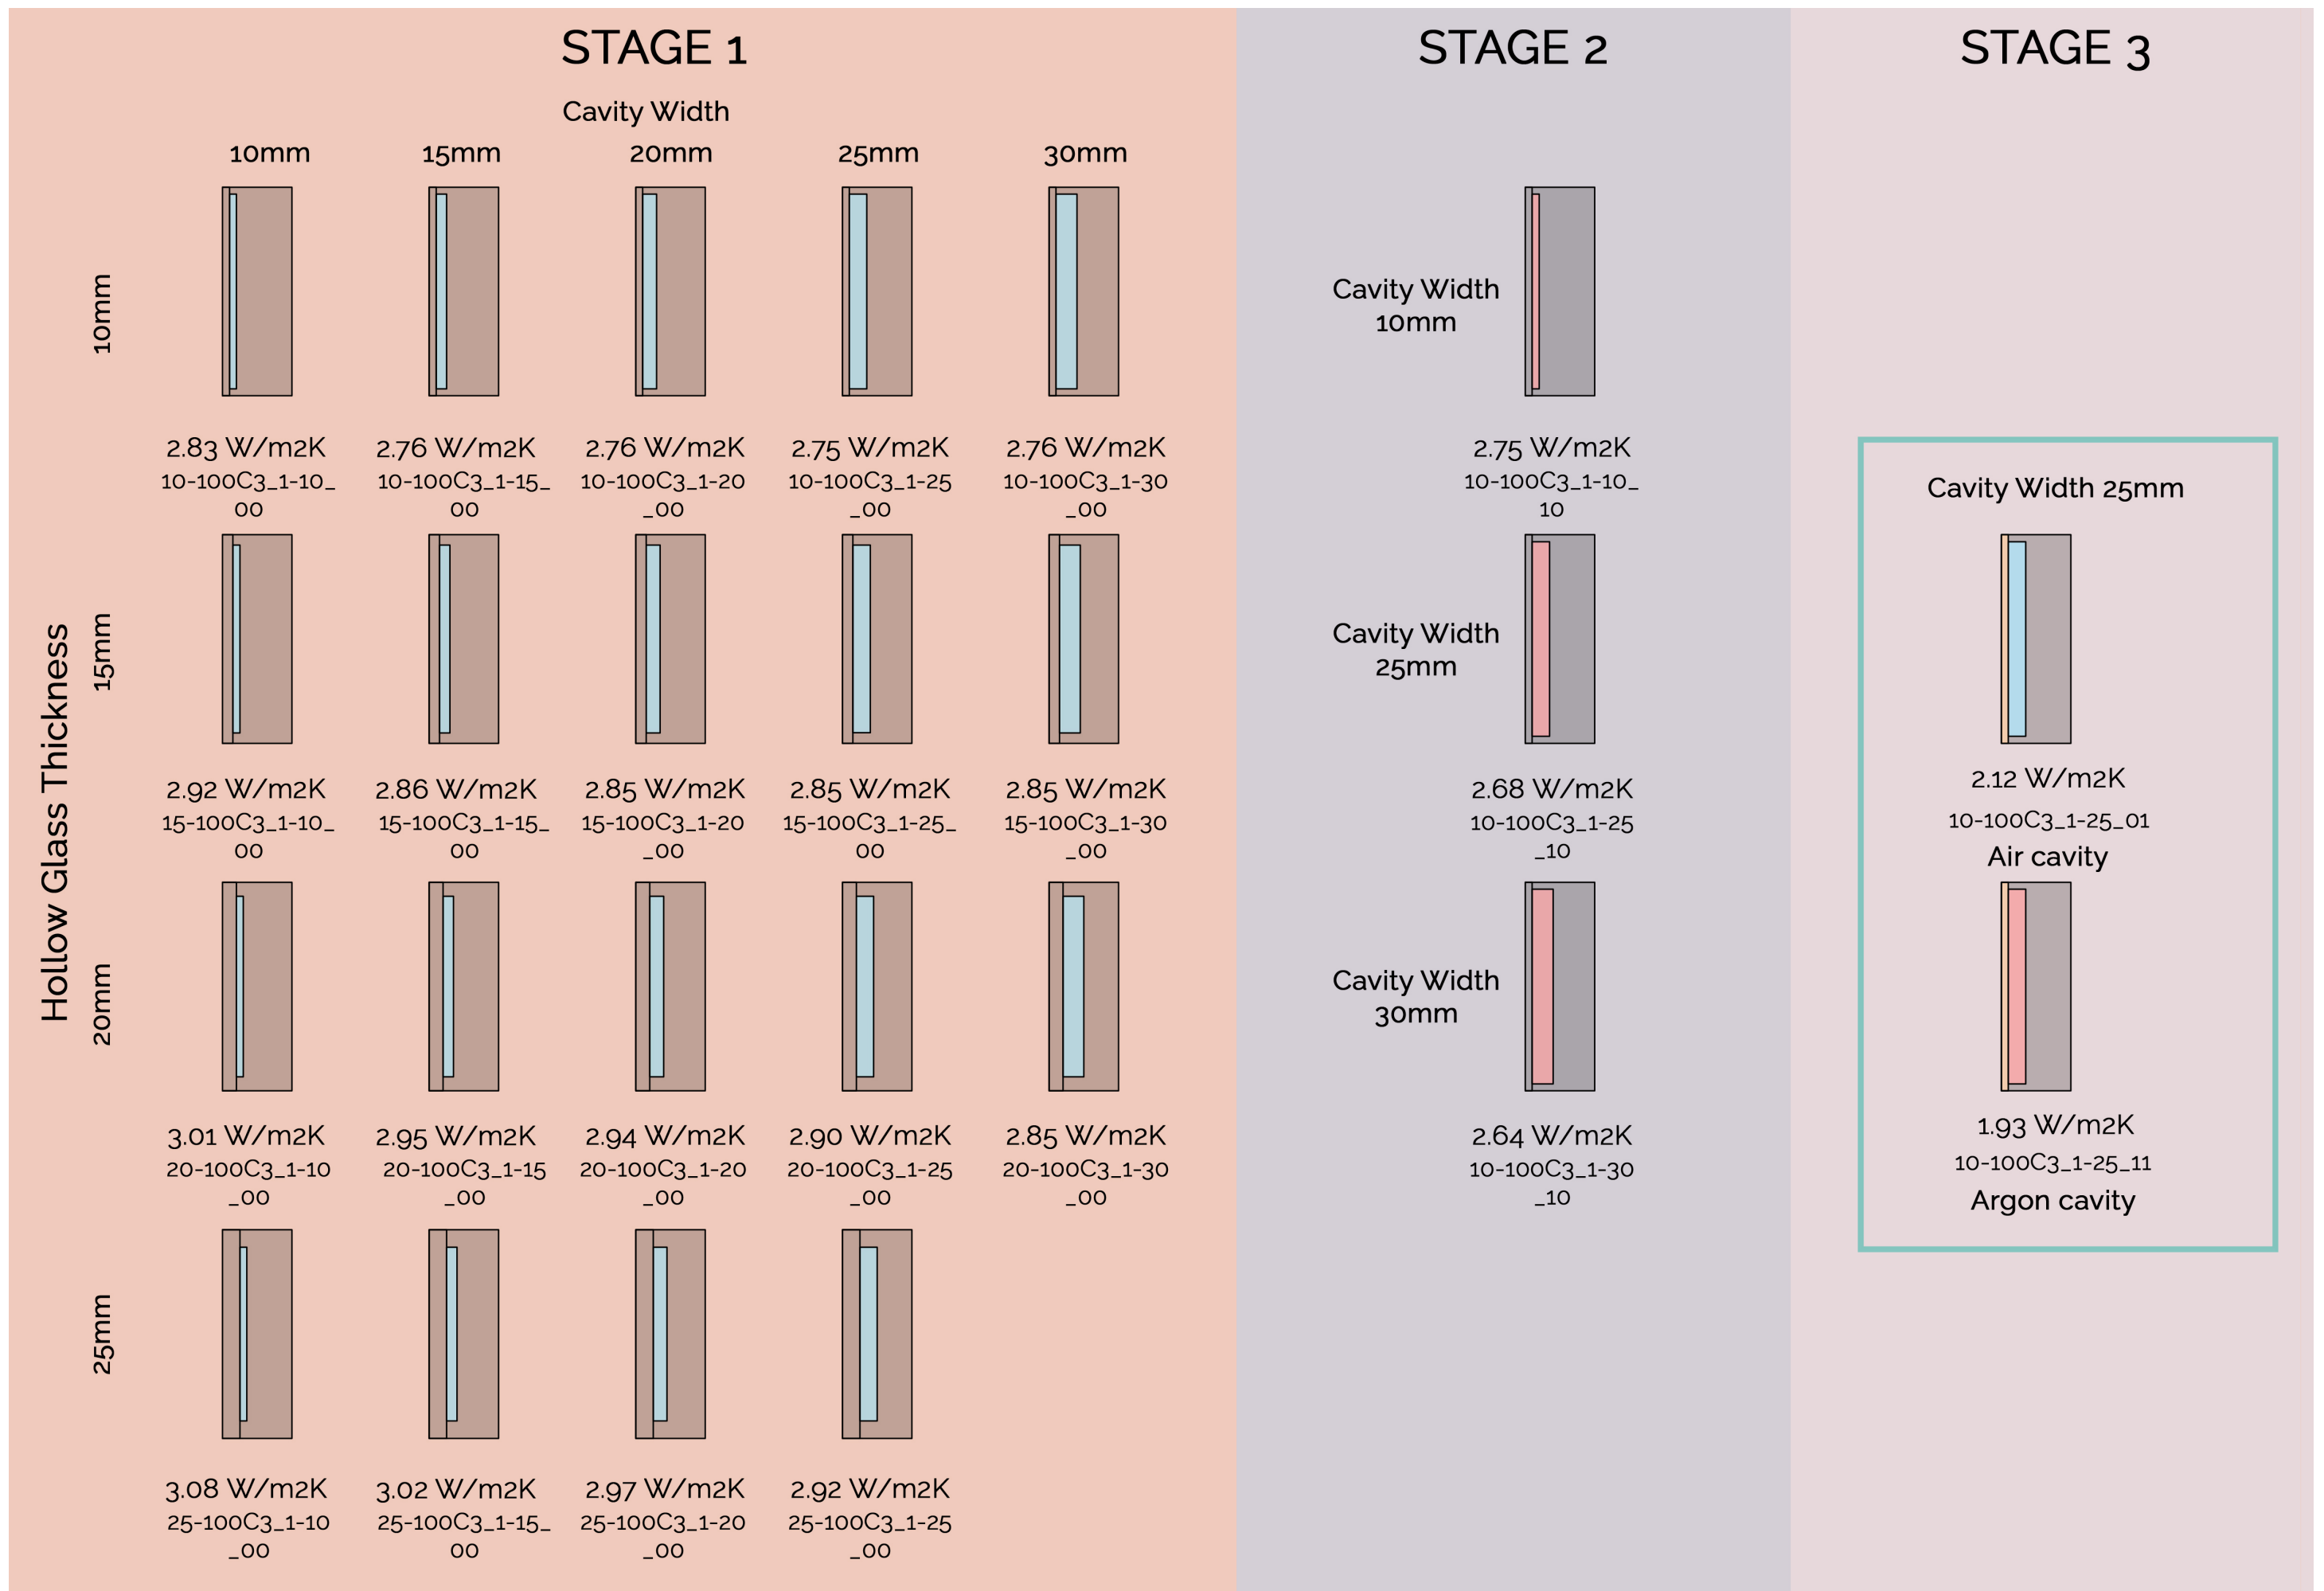 STAGE 1
Cavity Width
10mm 15mm 20mm 25mm 30mm
Hollow Glass Thickness
10mm
2.83 W/m2K 2.76 W/m2K 2.76 W/m2K 2.75 W/m2K 2.76 W/m2K
10-100C3_1-10_ 10-100C3_1-15_ 10-100C3_1-20 10-100C3_1-25 10-100C3_1-30
00 00 _00 _00 _00
15mm
2.92 W/m2K 2.86 W/m2K 2.85 W/m2K 2.85 W/m2K 2.85 W/m2K
15-100C3_1-10_ 15-100C3_1-15_ 15-100C3_1-20 15-100C3_1-25_ 15-100C3_1-30
00 00 _00 00 _00
20mm
3.01 W/m2K 2.95 W/m2K 2.94 W/m2K 2.90 W/m2K 2.85 W/m2K
20-100C3_1-10 20-100C3_1-15 20-100C3_1-20 20-100C3_1-25 20-100C3_1-30
_00 _00 _00 _00 _00
25mm
3.08 W/m2K 3.02 W/m2K 2.97 W/m2K 2.92 W/m2K
25-100C3_1-10 25-100C3_1-15_ 25-100C3_1-20 25-100C3_1-25
_00 00 _00 _00
STAGE 2
Cavity Width
10mm
2.75 W/m2K
10-100C3_1-10_
10
Cavity Width
25mm
2.68 W/m2K
10-100C3_1-25
_10
Cavity Width
30mm
2.64 W/m2K
10-100C3_1-30
_10
STAGE 3
Cavity Width 25mm
2.12 W/m2K
10-100C3_1-25_01
Air cavity
1.93 W/m2K
10-100C3_1-25_11
Argon cavity